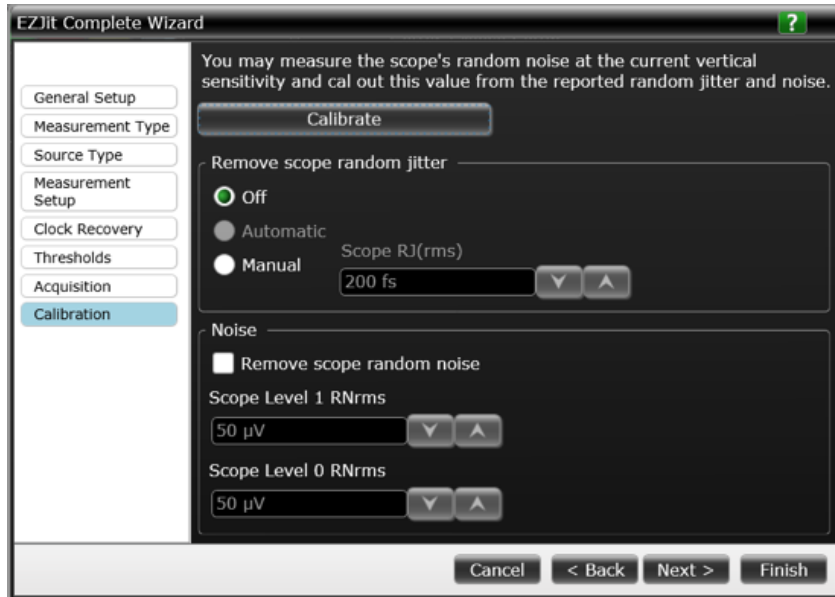 EZJit Complete Wizard
?
You may measure the scope's random noise at the current vertical
sensitivity and cal out this value from the reported random jitter and noise.
General Setup
Measurement Type
Source Type
Measurement
Setup
Clock Recovery
Thresholds
Acquisition
Calibration
Calibrate
Remove scope random jitter
Off
Automatic
Manual
Scope RJ(rms)
200 fs
Noise
Remove scope random noise
Scope Level 1 RNrms
50 µV
Scope Level 0 RNrms
50 µV
Cancel
< Back
Next >
Finish